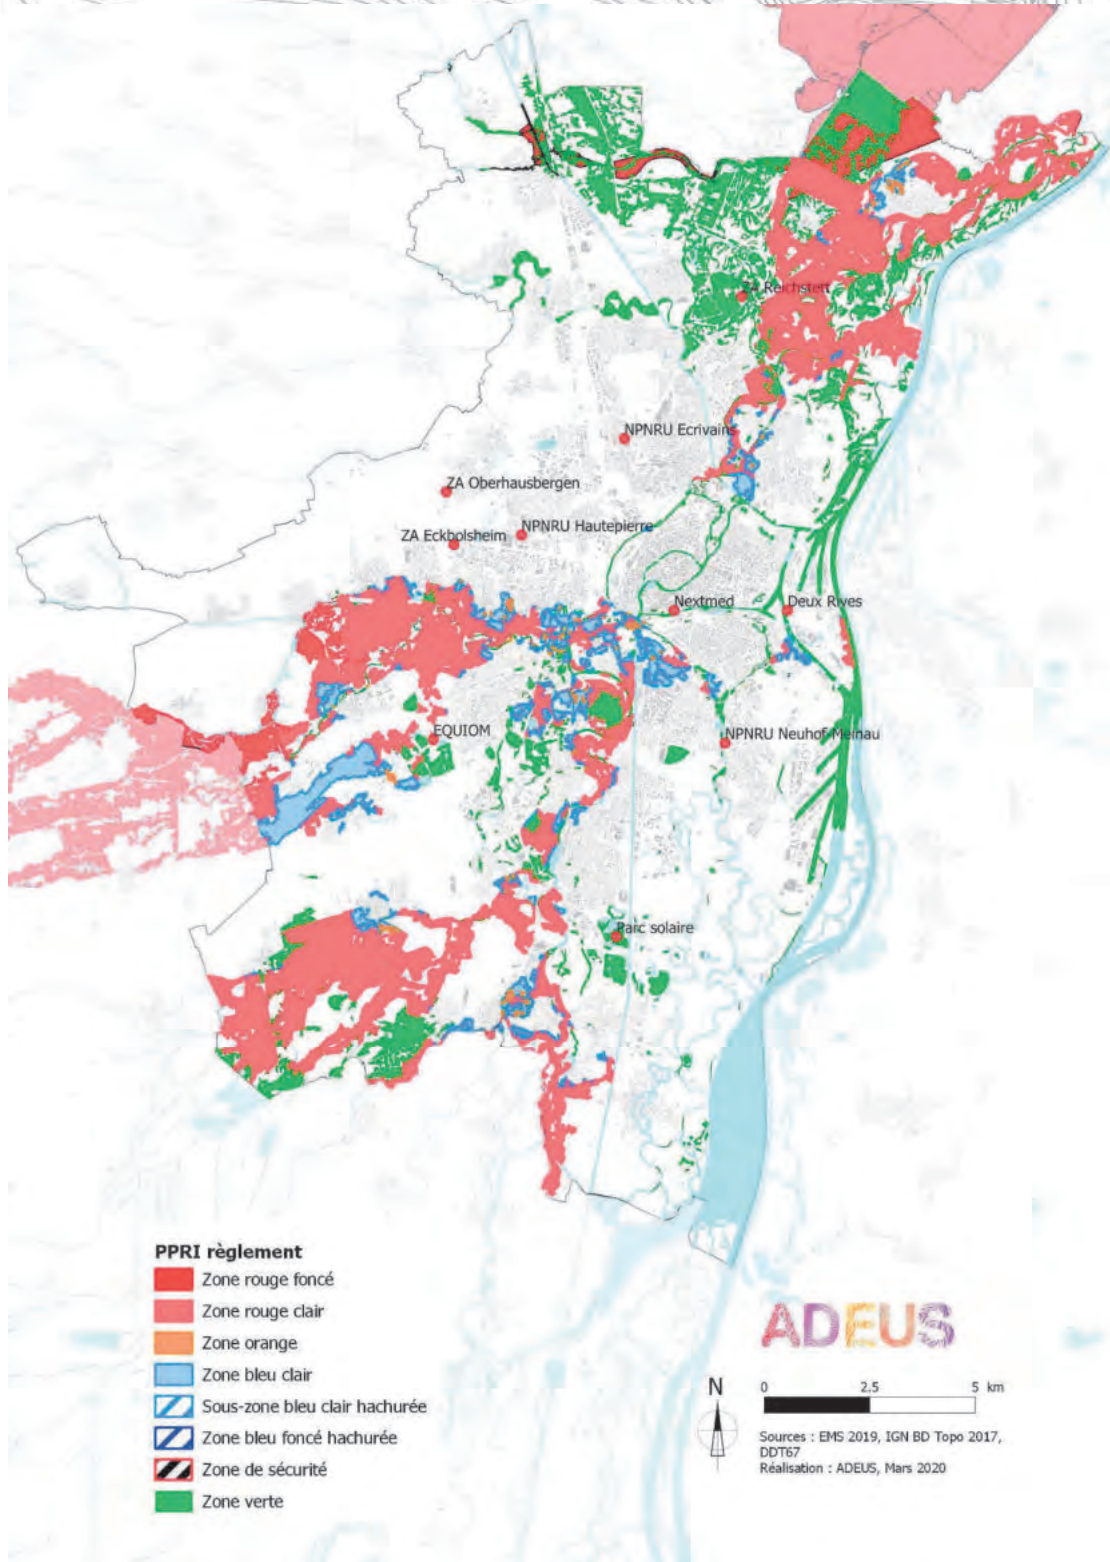 ZA Reichstett
NPNRU Ecrivains
ZA Oberhausbergen
NPNRU Hautepierre
ZA Eckbolsheim
Nextmed
Deux Rives
EQUIOM
NPNRU Neuhof-Meinau
Parc solaire
PPRI règlement
Zone rouge foncé
Zone rouge clair
Zone orange
Zone bleu clair
Sous-zone bleu clair hachurée
Zone bleu foncé hachurée
Zone de sécurité
Zone verte
ADEUS
N
0 2.5 5 km
Sources : EMS 2019, IGN BD Topo 2017,
DDT67
Réalisation : ADEUS, Mars 2020